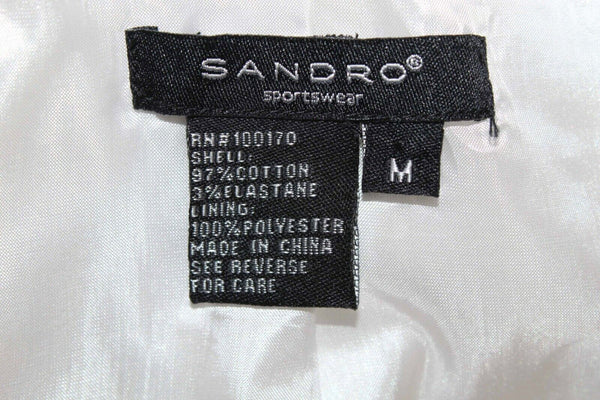 SANDRO®
sportswear
RN#100170
SHELL:
97%COTTON
3%ELASTANE
LINING:
100%POLYESTER
MADE IN CHINA
SEE REVERSE
FOR CARE
M